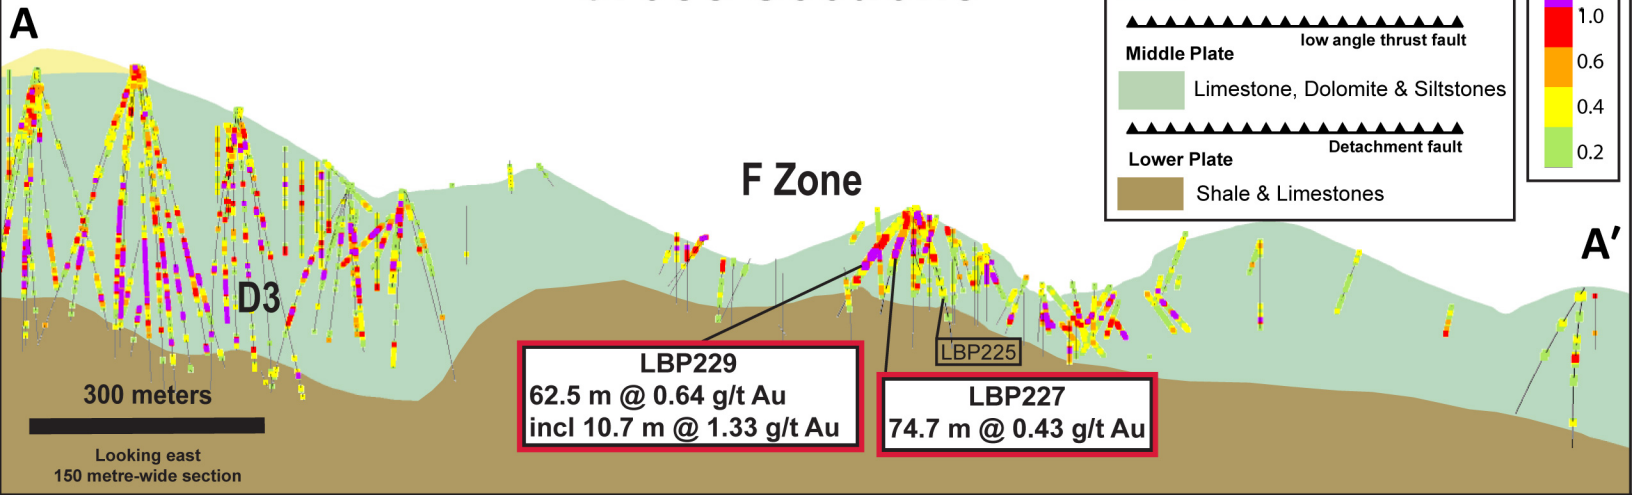 A
low angle thrust fault
Middle Plate
Limestone, Dolomite & Siltstones
Detachment fault
Lower Plate
Shale & Limestones
1.0
0.6
0.4
0.2
F Zone
A'
D3
300 meters
Looking east
150 metre-wide section
LBP229
62.5 m @ 0.64 g/t Au
incl 10.7 m @ 1.33 g/t Au
LBP225
LBP227
74.7 m @ 0.43 g/t Au